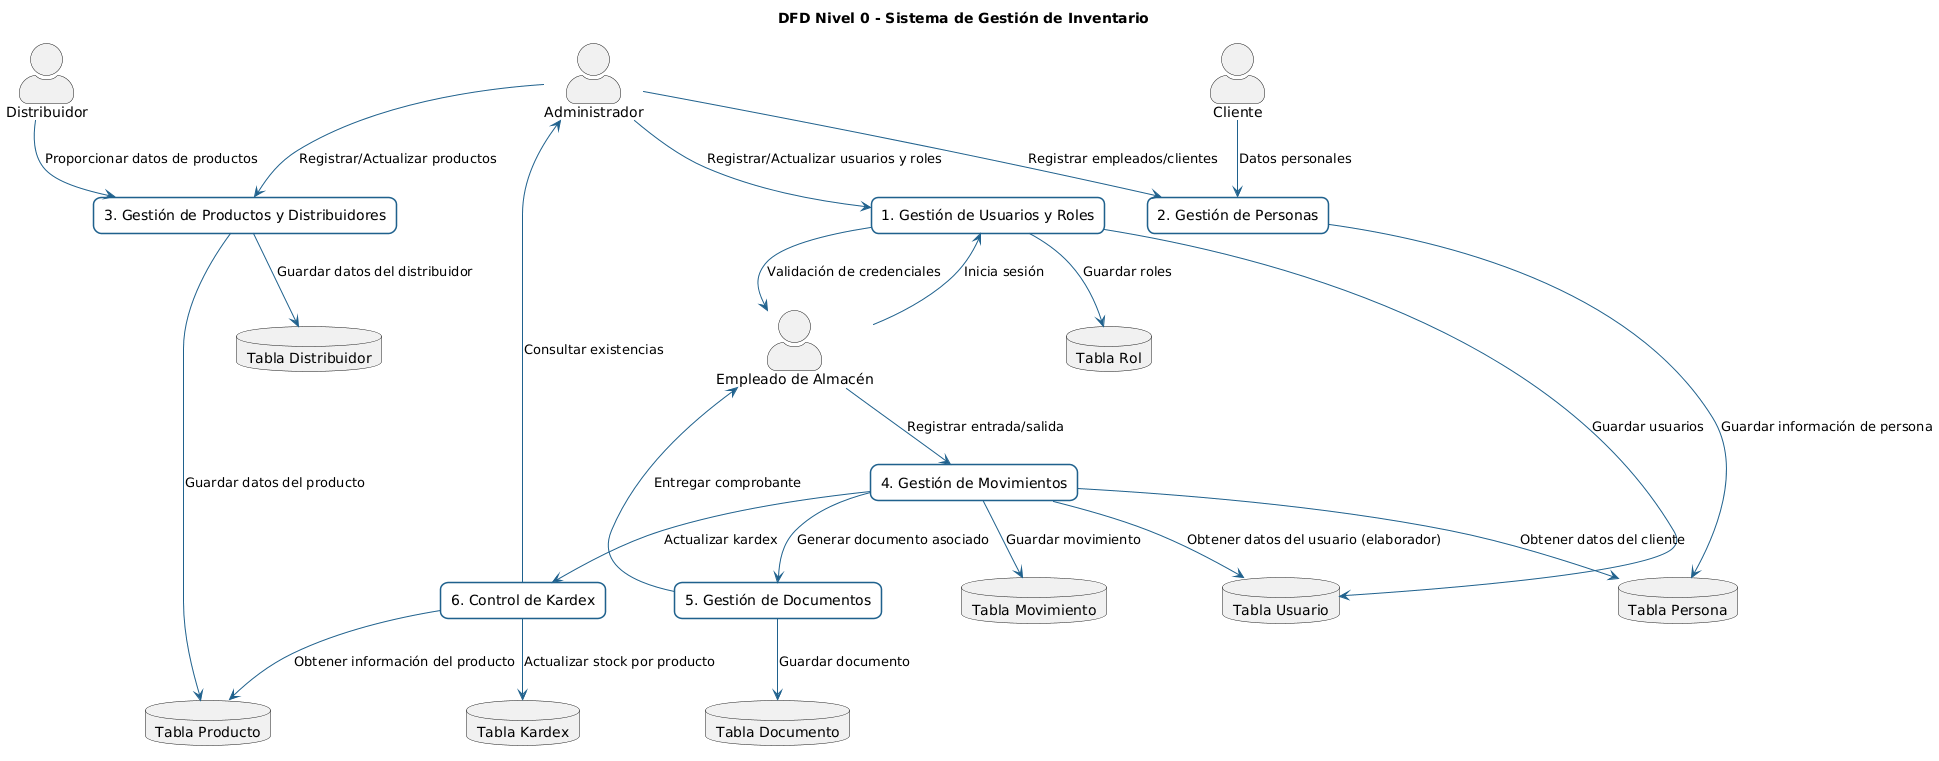 DFD Nivel 0 - Sistema de Gestión de Inventario
Distribuidor
Administrador
Cliente
Proporcionar datos de productos
Registrar/Actualizar productos
Registrar/Actualizar usuarios y roles
Registrar empleados/clientes
Datos personales
3. Gestión de Productos y Distribuidores
1. Gestión de Usuarios y Roles
2. Gestión de Personas
Guardar datos del distribuidor
Validación de credenciales
Inicia sesión
Guardar roles
Consultar existencias
Tabla Distribuidor
Empleado de Almacén
Tabla Rol
Registrar entrada/salida
Guardar usuarios
Guardar información de persona
Guardar datos del producto
Entregar comprobante
4. Gestión de Movimientos
Actualizar kardex
Generar documento asociado
Guardar movimiento
Obtener datos del usuario (elaborador)
Obtener datos del cliente
6. Control de Kardex
5. Gestión de Documentos
Tabla Movimiento
Tabla Usuario
Tabla Persona
Obtener información del producto
Actualizar stock por producto
Guardar documento
Tabla Producto
Tabla Kardex
Tabla Documento